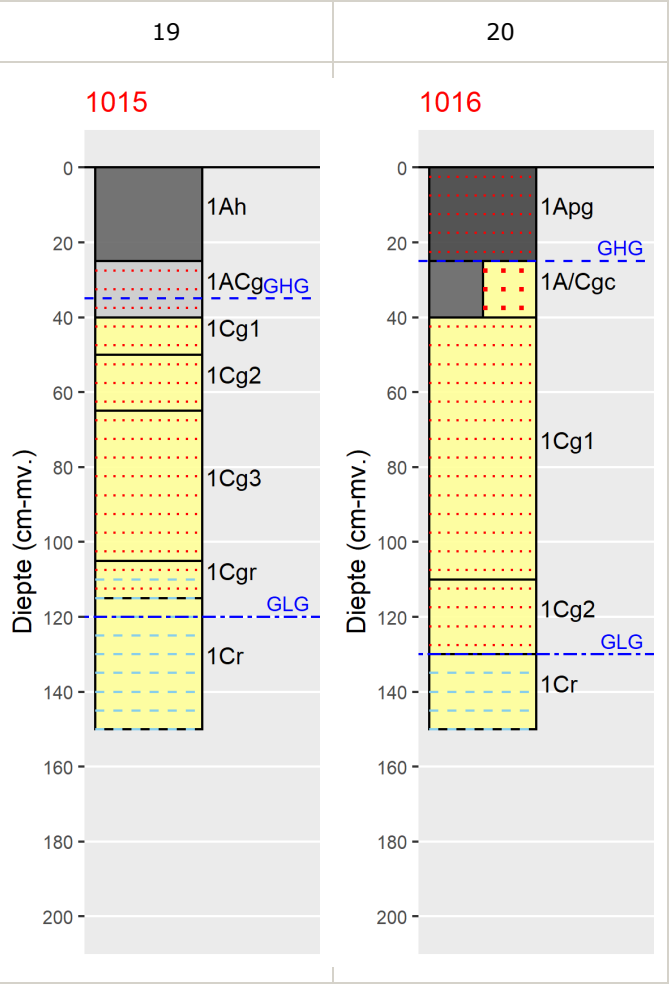 19
20
1015
Diepte (cm-mv.)
0
20
40
60
80
100
120
140
160
180
200
1Ah
1ACg
GHG
1Cg1
1Cg2
1Cg3
1Cgr
GLG
1Cr
1016
Diepte (cm-mv.)
0
20
40
60
80
100
120
140
160
180
200
1Apg
GHG
1A/Cgc
1Cg1
1Cg2
GLG
1Cr